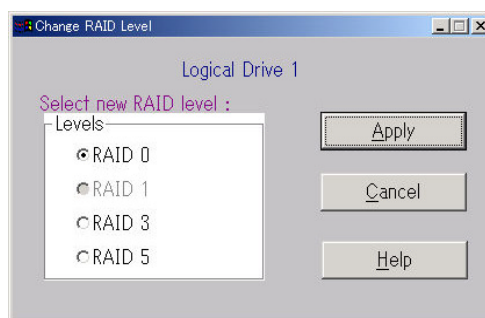 Change RAID Level
Logical Drive 1
Select new RAID level :
Levels
RAID 0
RAID 1
RAID 3
RAID 5
Apply
Cancel
Help